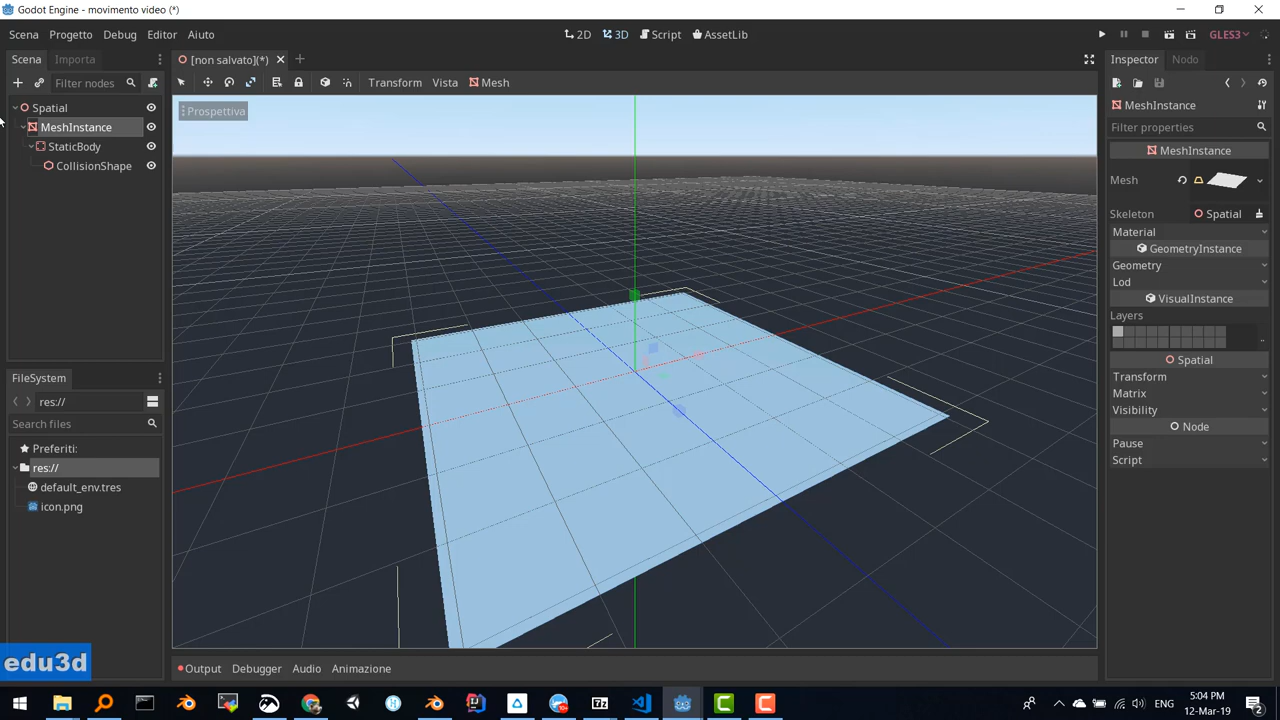 Godot Engine - movimento video (*)
Scena Progetto Debug Editor Aiuto
2D 3D Script AssetLib
GLES3
Scena Importa
[non salvato](*)
Inspector Nodo
Filter nodes
Transform Vista Mesh
Spatial
MeshInstance
StaticBody
CollisionShape
Prospettiva
MeshInstance
Filter properties
MeshInstance
Mesh
Skeleton Spatial
Material
GeometryInstance
Geometry
Lod
VisualInstance
Layers
Spatial
Transform
Matrix
Visibility
Node
Pause
Script
FileSystem
res://
Search files
Preferiti:
res://
default_env.tres
icon.png
edu3d
Output Debugger Audio Animazione
10+
7z
ENG
5:04 PM
12-Mar-19
2